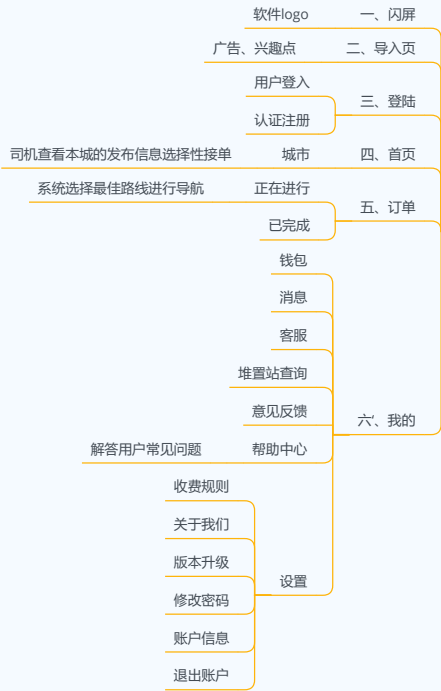 一、闪屏
软件logo
二、导入页
广告、兴趣点
三、登陆
用户登入
认证注册
四、首页
城市
司机查看本城的发布信息选择性接单
五、订单
正在进行
系统选择最佳路线进行导航
已完成
六、我的
钱包
消息
客服
堆置站查询
意见反馈
帮助中心
解答用户常见问题
设置
收费规则
关于我们
版本升级
修改密码
账户信息
退出账户